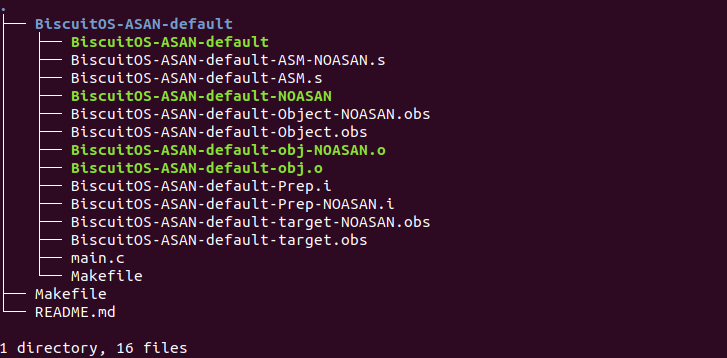 .
├── BiscuitOS-ASAN-default
│   ├── BiscuitOS-ASAN-default
│   ├── BiscuitOS-ASAN-default-ASM-NOASAN.s
│   ├── BiscuitOS-ASAN-default-ASM.s
│   ├── BiscuitOS-ASAN-default-NOASAN
│   ├── BiscuitOS-ASAN-default-Object-NOASAN.obs
│   ├── BiscuitOS-ASAN-default-Object.obs
│   ├── BiscuitOS-ASAN-default-obj-NOASAN.o
│   ├── BiscuitOS-ASAN-default-obj.o
│   ├── BiscuitOS-ASAN-default-Prep.i
│   ├── BiscuitOS-ASAN-default-Prep-NOASAN.i
│   ├── BiscuitOS-ASAN-default-target-NOASAN.obs
│   ├── BiscuitOS-ASAN-default-target.obs
│   ├── main.c
│   └── Makefile
├── Makefile
└── README.md
1 directory, 16 files